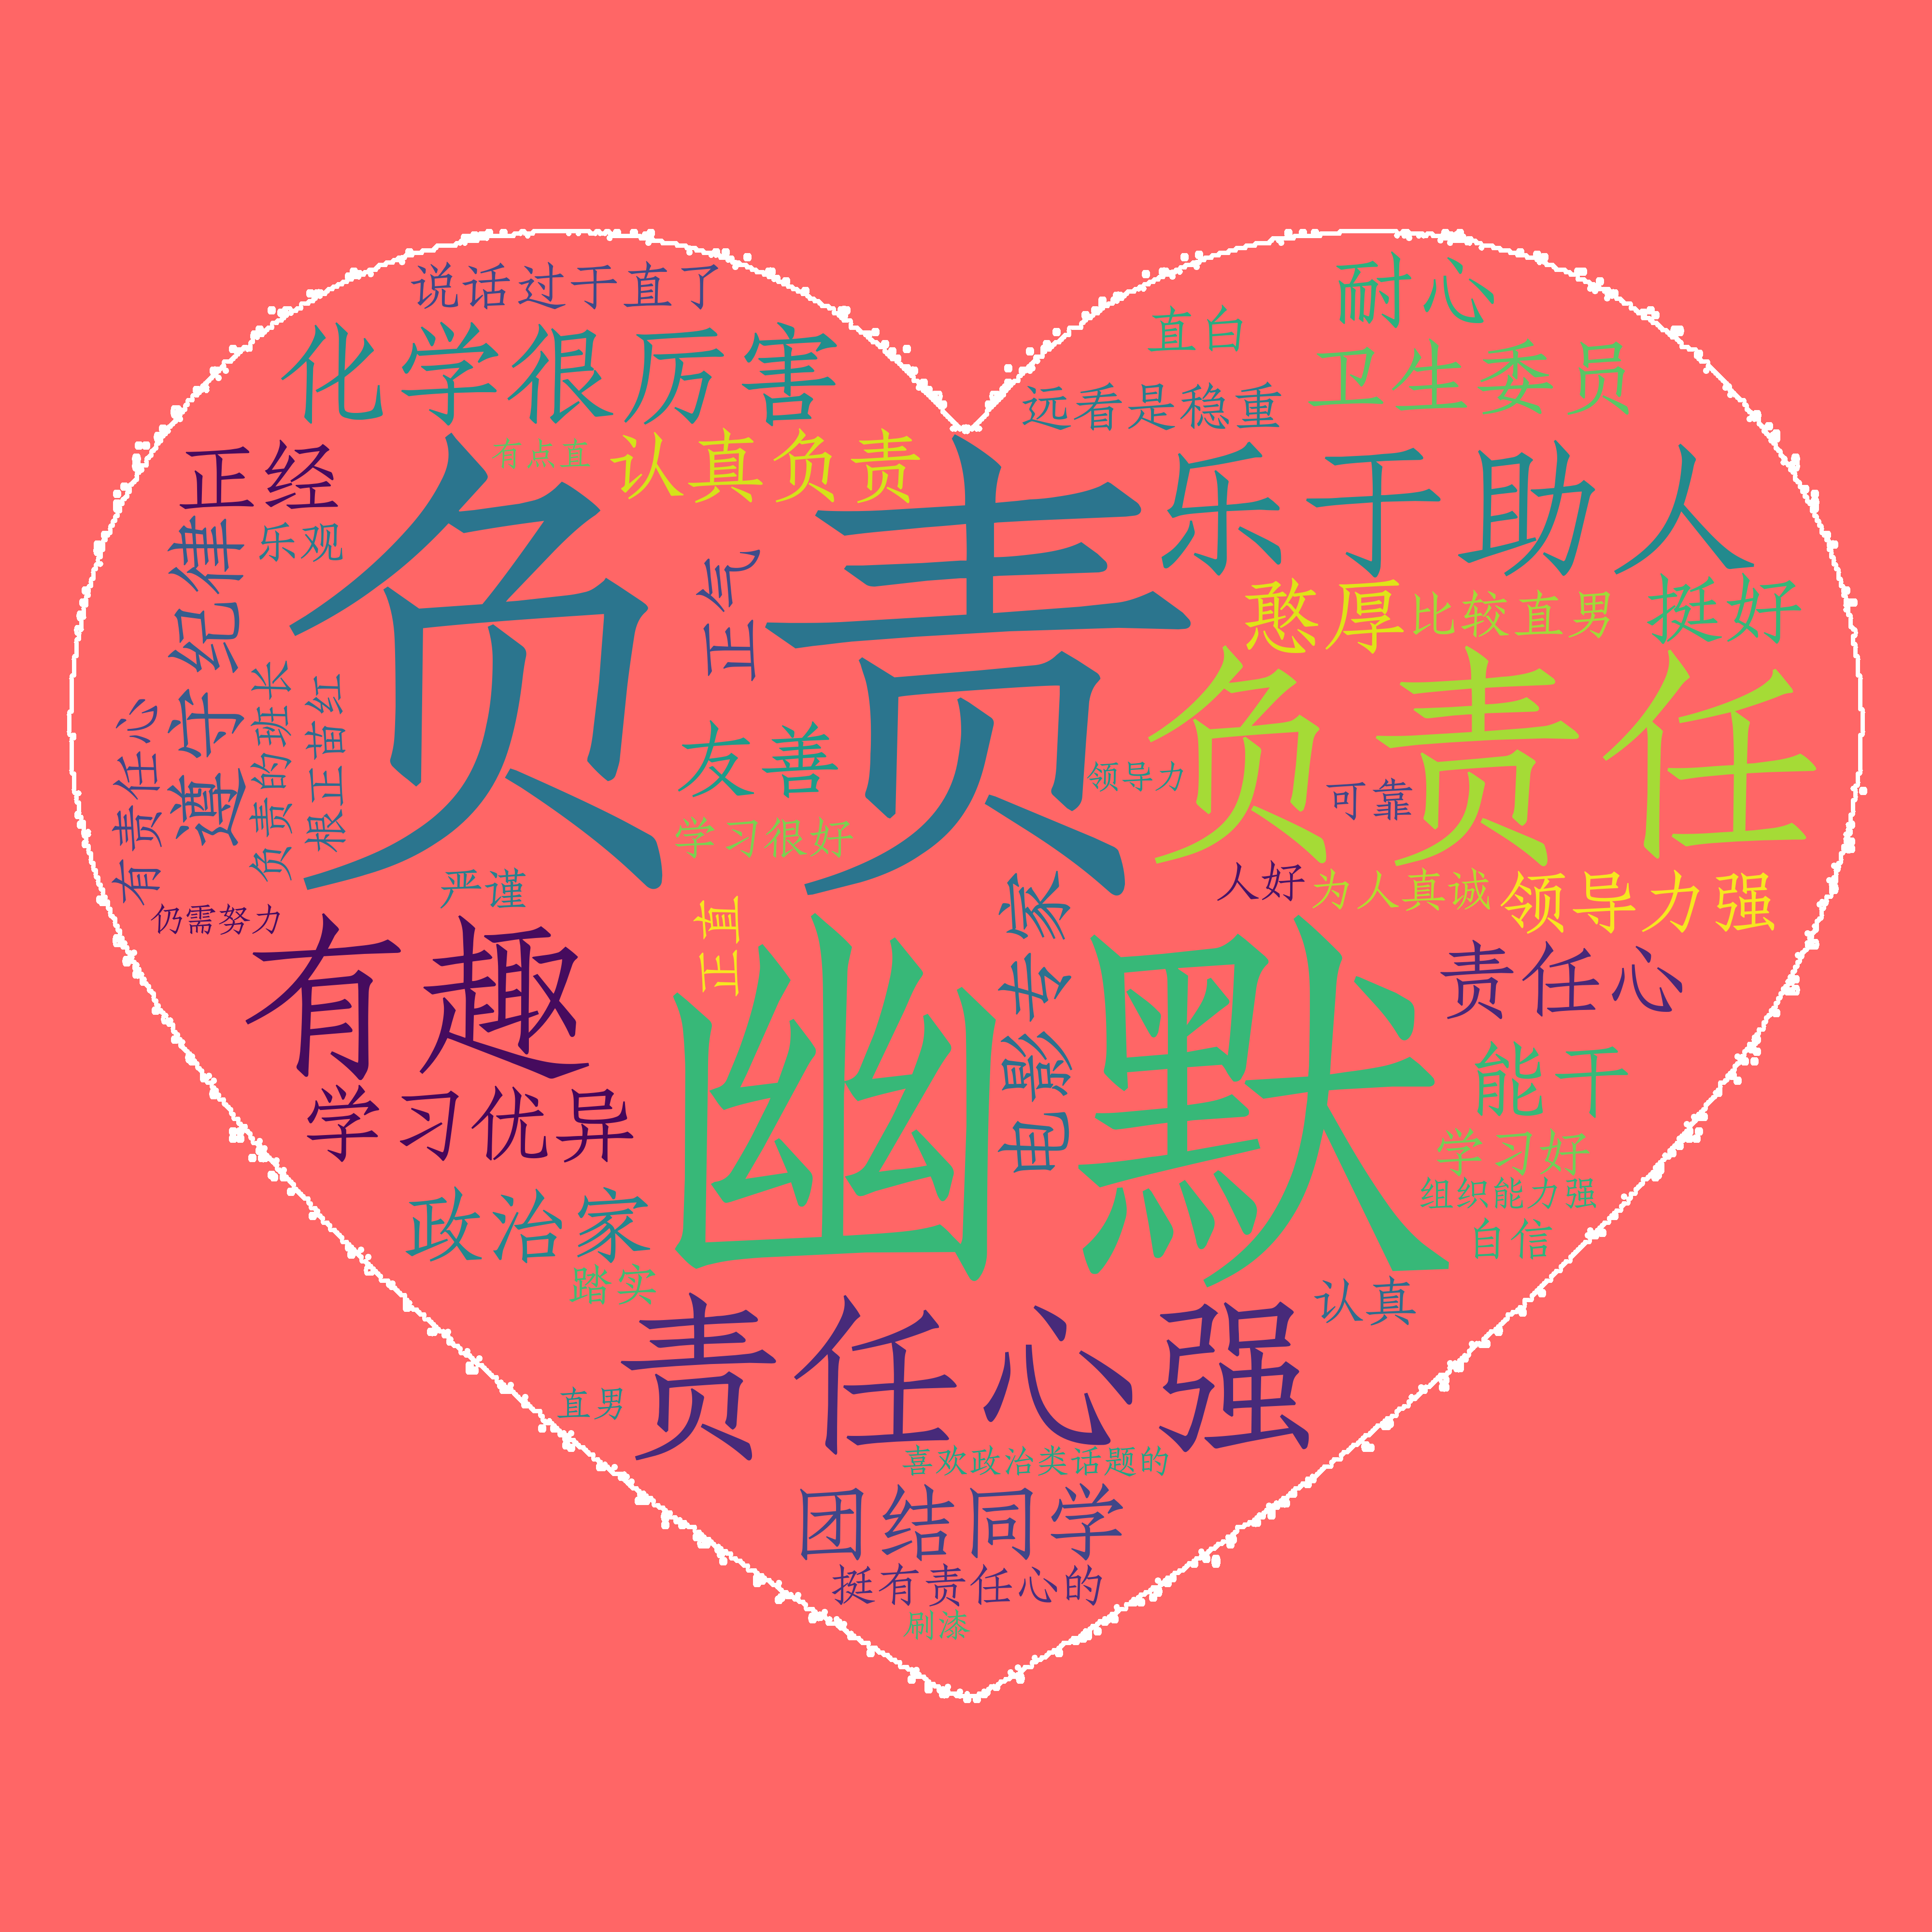 说话过于直了
耐心
直白
化学很厉害
卫生委员
远看是稳重
有点直
认真负责
正经
乐于助人
乐观
负责
遵守纪律
正气
憨厚
比较直男
挺好
负责任
有责任心
负责的班长
根正苗红
友善
领导力
可靠
学习很好
严谨
人好
为人真诚
领导力强
仍需努力
正直
电影专家
有趣
幽默
责任心
能干
学习优异
学习好
组织能力强
政治家
自信
踏实
认真
责任心强
直男
喜欢政治类话题的
团结同学
挺有责任心的
刷漆